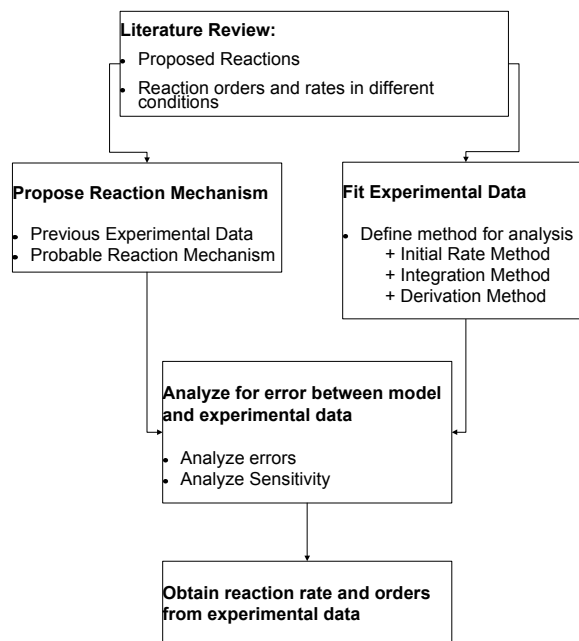 Literature Review:
• Proposed Reactions
• Reaction orders and rates in different
conditions
Propose Reaction Mechanism
• Previous Experimental Data
• Probable Reaction Mechanism
Fit Experimental Data
• Define method for analysis
+ Initial Rate Method
+ Integration Method
+ Derivation Method
Analyze for error between model
and experimental data
• Analyze errors
• Analyze Sensitivity
Obtain reaction rate and orders
from experimental data